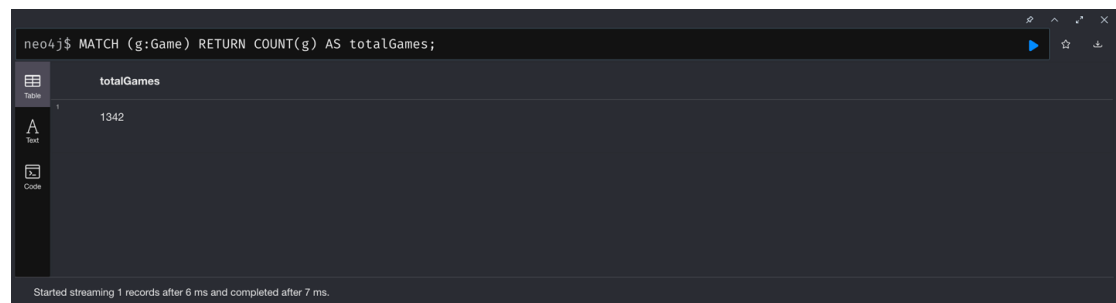 neo4j$ MATCH (g:Game) RETURN COUNT(g) AS totalGames;
Table
totalGames
1
1342
A
Text
Code
Started streaming 1 records after 6 ms and completed after 7 ms.